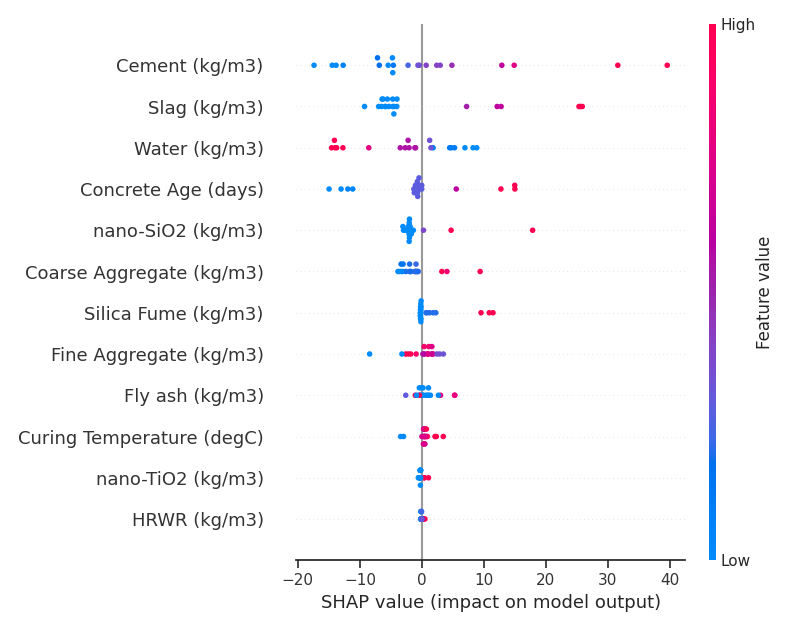 High
Cement (kg/m3)
Slag (kg/m3)
Water (kg/m3)
Concrete Age (days)
nano-SiO2 (kg/m3)
Coarse Aggregate (kg/m3)
Silica Fume (kg/m3)
Fine Aggregate (kg/m3)
Fly ash (kg/m3)
Curing Temperature (degC)
nano-TiO2 (kg/m3)
HRWR (kg/m3)
Feature value
Low
−20 −10 0 10 20 30 40
SHAP value (impact on model output)